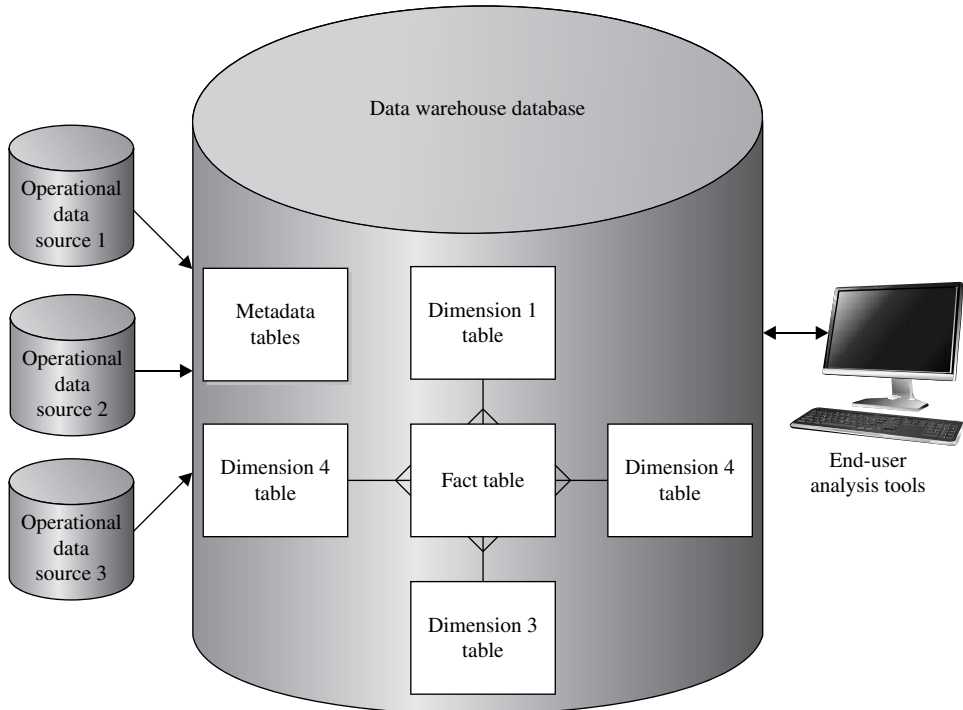 Data warehouse database
Operational
data
source 1
Operational
data
source 2
Operational
data
source 3
Metadata
tables
Dimension 1
table
Dimension 4
table
Fact table
Dimension 4
table
Dimension 3
table
End-user
analysis tools